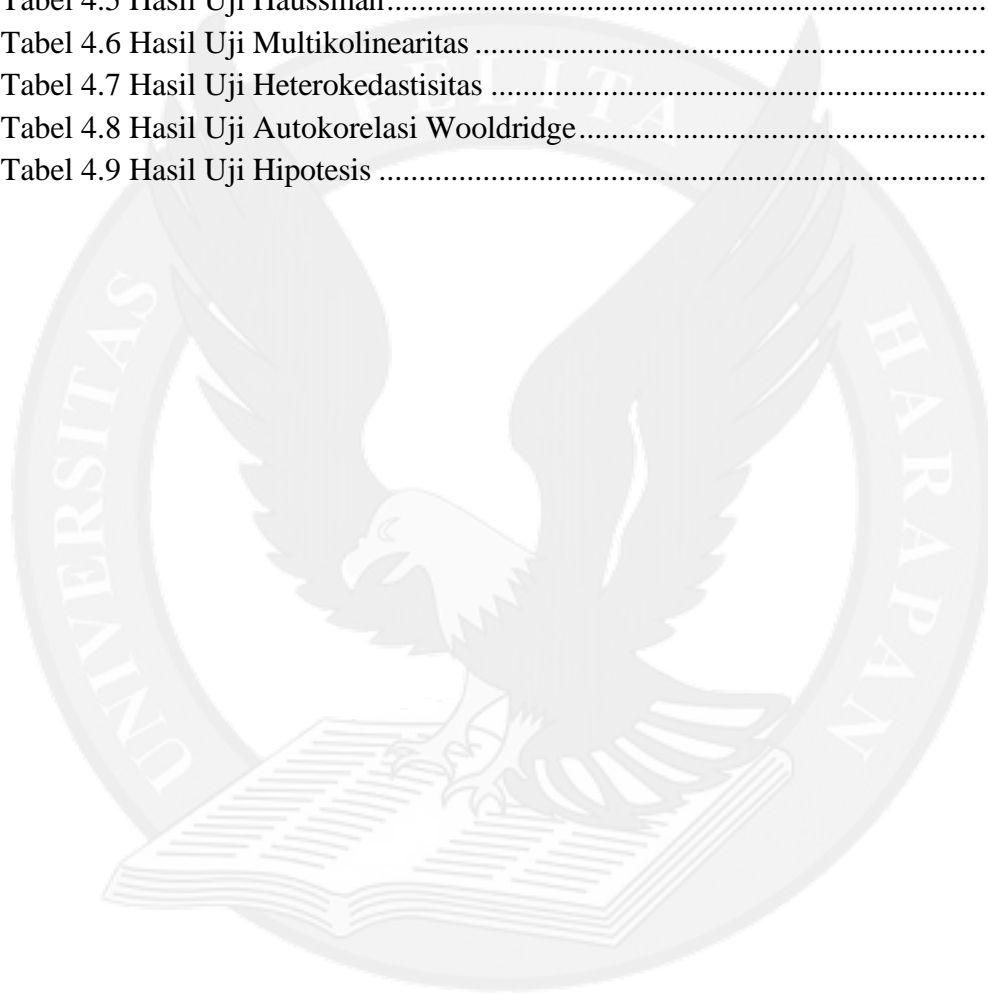 Tabel 4.5 Hasil Uji Haussman................................................................................
Tabel 4.6 Hasil Uji Multikolinearitas .................................................................
Tabel 4.7 Hasil Uji Heterokedastisitas ...............................................................
Tabel 4.8 Hasil Uji Autokorelasi Wooldridge....................................................
Tabel 4.9 Hasil Uji Hipotesis .............................................................................
UNIVERSITAS PELITA HARAPAN